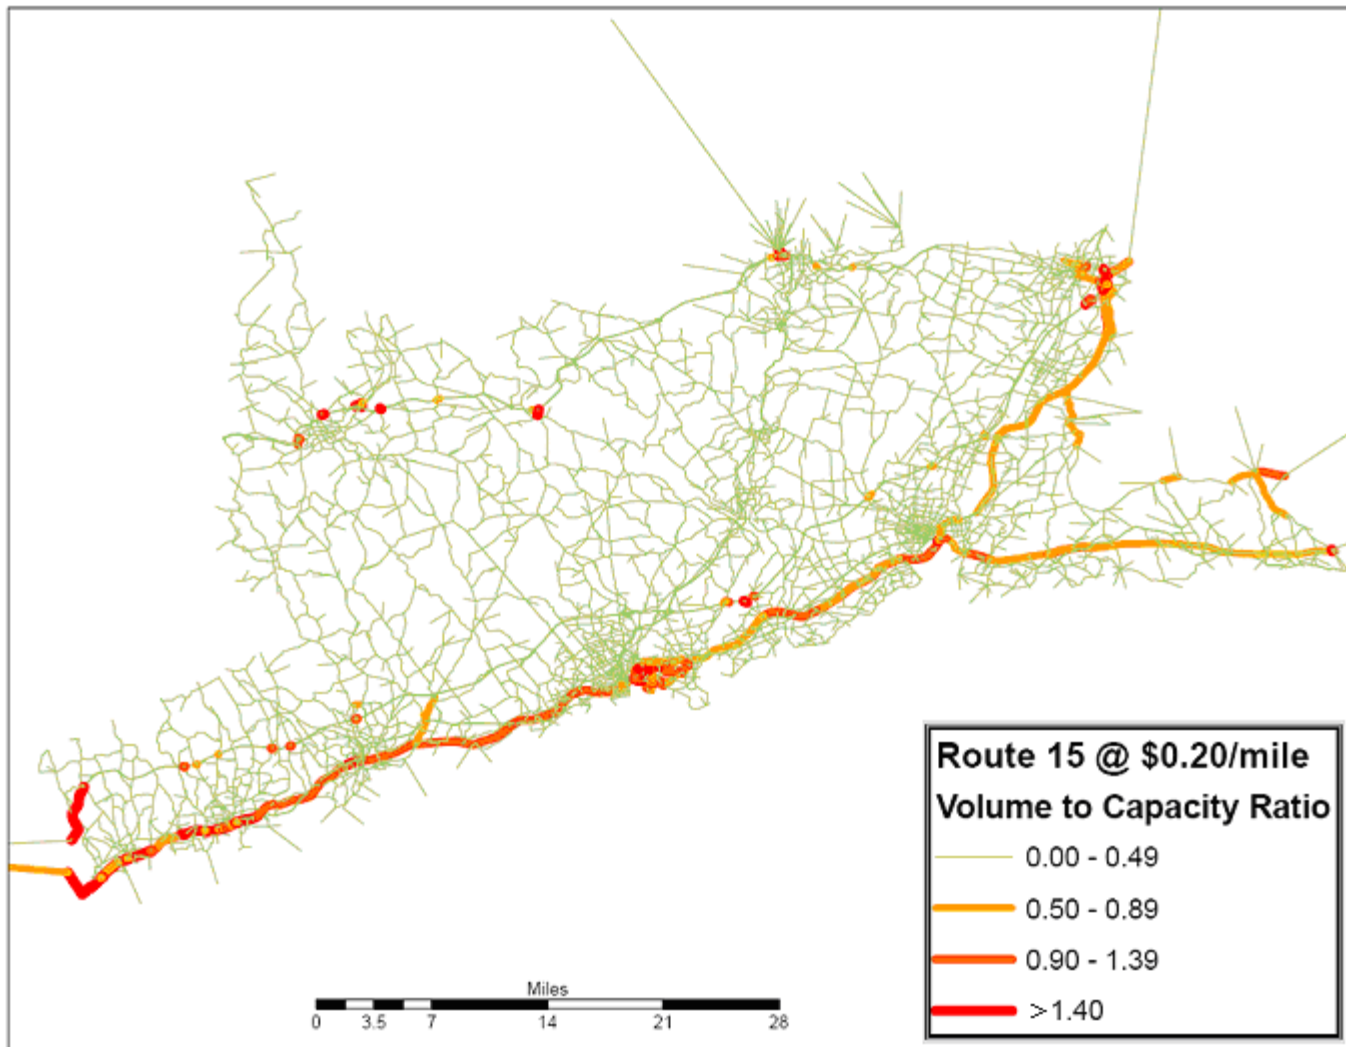 Route 15 @ $0.20/mile
Volume to Capacity Ratio
0.00 - 0.49
0.50 - 0.89
0.90 - 1.39
>1.40
Miles
0 3.5 7 14 21 28